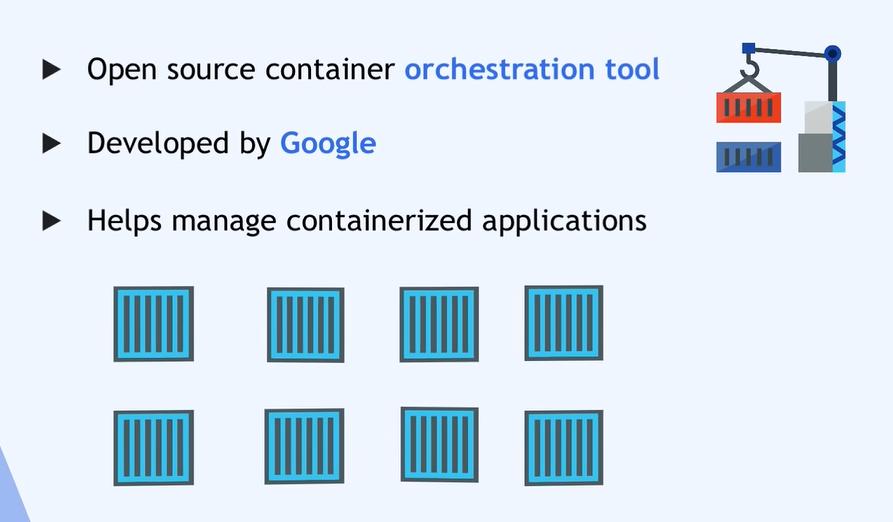 Open source container orchestration tool
Developed by Google
Helps manage containerized applications